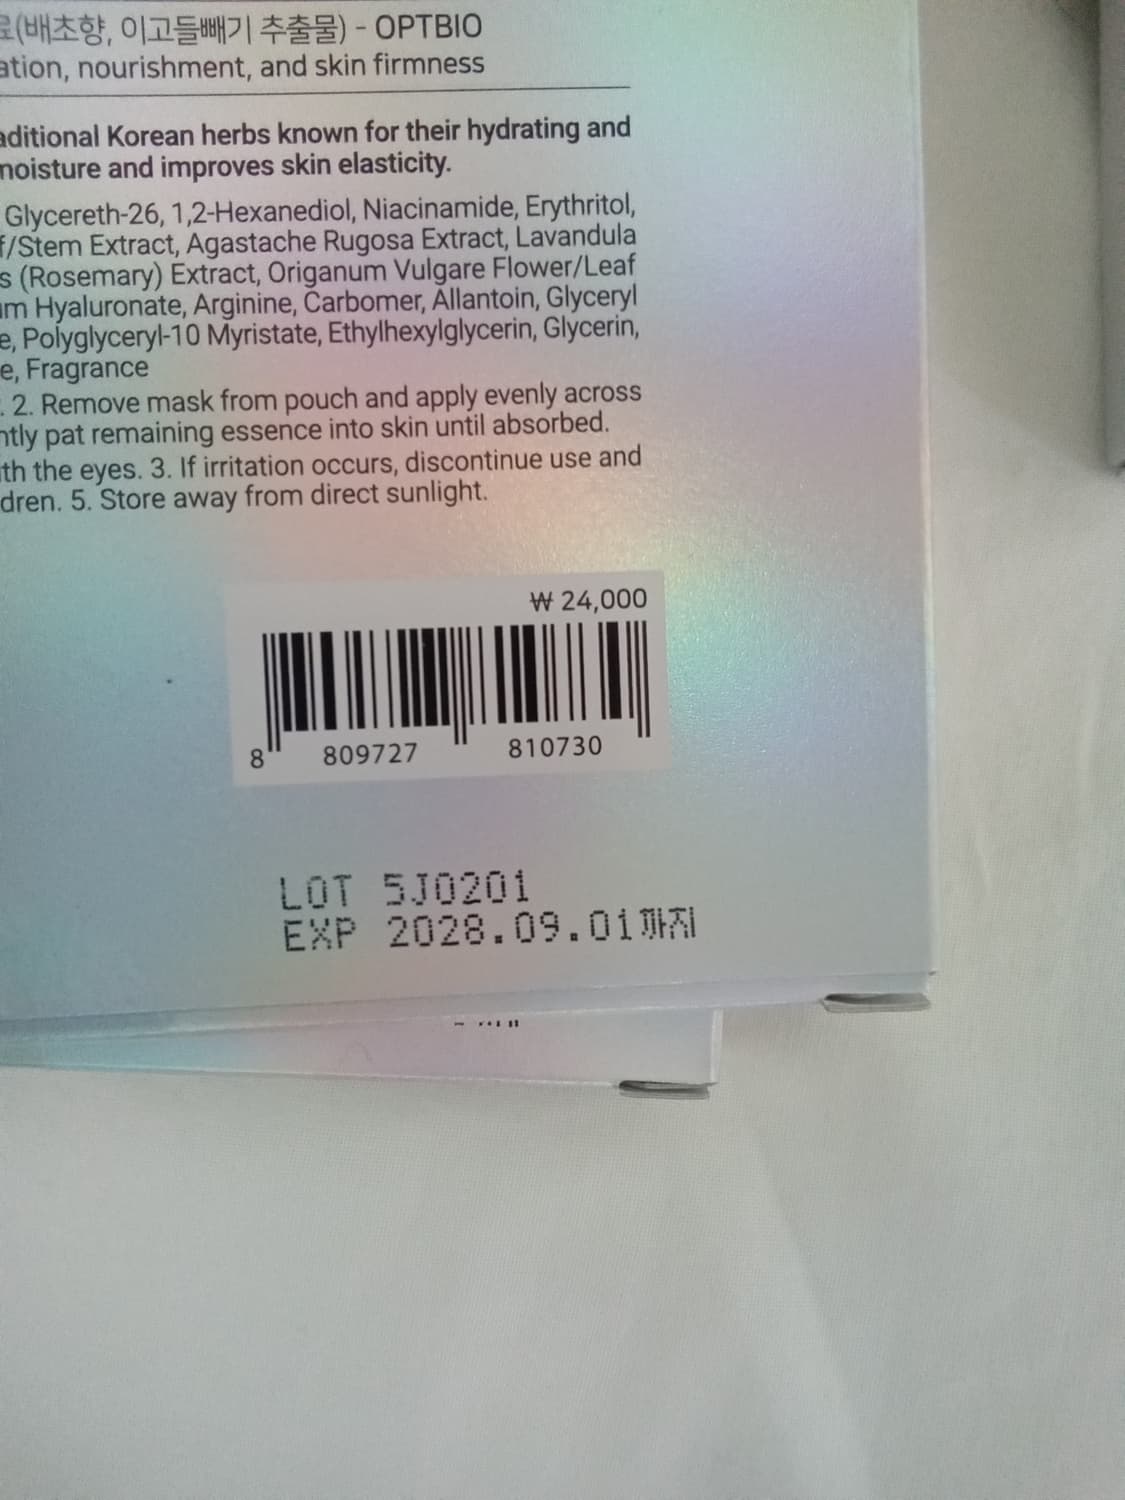 (배초향, 이고들빼기 추출물) - OPTBIO
ation, nourishment, and skin firmness
aditional Korean herbs known for their hydrating and
moisture and improves skin elasticity.
Glycereth-26, 1,2-Hexanediol, Niacinamide, Erythritol,
f/Stem Extract, Agastache Rugosa Extract, Lavandula
s (Rosemary) Extract, Origanum Vulgare Flower/Leaf
um Hyaluronate, Arginine, Carbomer, Allantoin, Glyceryl
e, Polyglyceryl-10 Myristate, Ethylhexylglycerin, Glycerin,
e, Fragrance
. 2. Remove mask from pouch and apply evenly across
ntly pat remaining essence into skin until absorbed.
ith the eyes. 3. If irritation occurs, discontinue use and
dren. 5. Store away from direct sunlight.
₩ 24,000
8 809727 810730
LOT 5J0201
EXP 2028.09.01까지